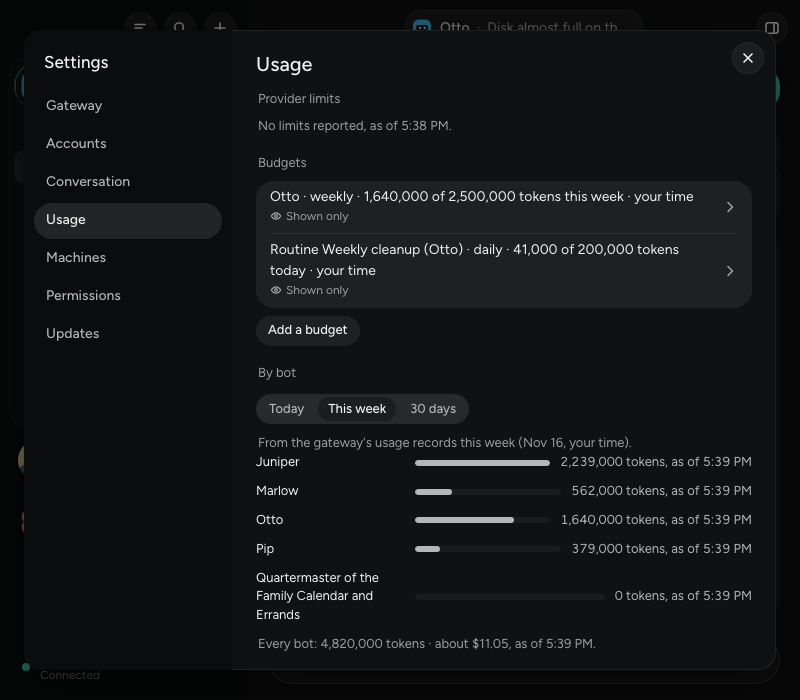 Otto · Disk almost full on th
Settings
Gateway
Accounts
Conversation
Usage
Machines
Permissions
Updates
Connected
Usage
Provider limits
No limits reported, as of 5:38 PM.
Budgets
Otto · weekly · 1,640,000 of 2,500,000 tokens this week · your time
Shown only
Routine Weekly cleanup (Otto) · daily · 41,000 of 200,000 tokens
today · your time
Shown only
Add a budget
By bot
Today This week 30 days
From the gateway's usage records this week (Nov 16, your time).
Juniper 2,239,000 tokens, as of 5:39 PM
Marlow 562,000 tokens, as of 5:39 PM
Otto 1,640,000 tokens, as of 5:39 PM
Pip 379,000 tokens, as of 5:39 PM
Quartermaster of the
Family Calendar and
Errands
0 tokens, as of 5:39 PM
Every bot: 4,820,000 tokens · about $11.05, as of 5:39 PM.